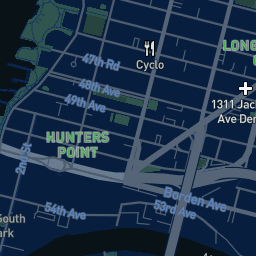 LONG
47th Rd
Cyclo
48th Ave
49th Ave
1311 Jac
Ave Den
HUNTERS
POINT
2nd St
Borden Ave
54th Ave
53rd Ave
South
ark